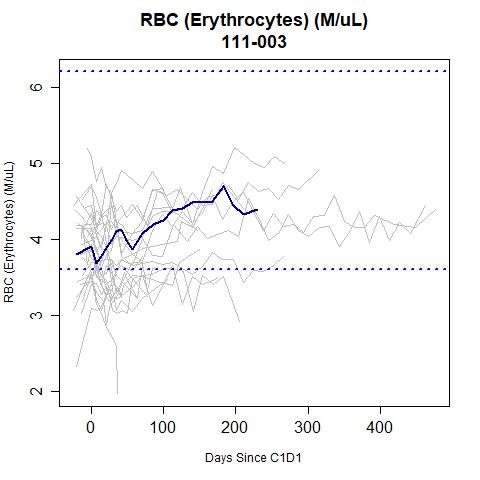 RBC (Erythrocytes) (M/uL)
111-003
RBC (Erythrocytes) (M/uL)
6
5
4
3
2
0 100 200 300 400
Days Since C1D1